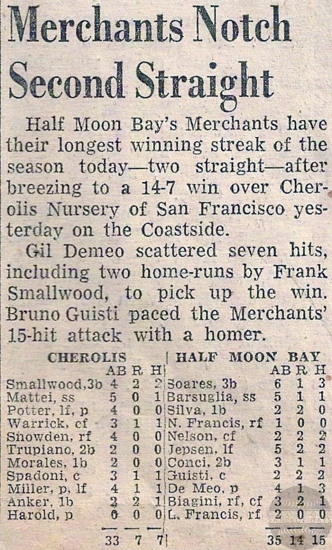 Merchants Notch
Second Straight
Half Moon Bay's Merchants have
their longest winning streak of the
season today—two straight—after
breezing to a 14-7 win over Cher-
olis Nursery of San Francisco yes-
terday on the Coastside.
Gil Demeo scattered seven hits,
including two home-runs by Frank
Smallwood, to pick up the win.
Bruno Guisti paced the Merchants'
15-hit attack with a homer.
CHEROLIS HALF MOON BAY
AB R H AB R H
Smallwood,3b 4 2 2 Soares, 3b 6 1 3
Mattei, ss 5 0 1 Barsuglia, ss 5 1 1
Potter, lf, p 4 0 0 Silva, 1b 2 2 0
Warrick, cf 3 1 1 N. Francis, rf 1 0 0
Snowden, rf 4 0 0 Nelson, cf 2 2 2
Trupiano, 2b 2 0 0 Jepsen, lf 5 2 2
Morales, 1b 2 0 0 Conci, 2b 3 1 1
Spadoni, c 3 1 1 Guisti, c 2 2 2
Miller, p, lf 4 1 1 De Meo, p 4 1 3
Anker, 1b 2 2 1 Biagini, rf, cf 3 2 1
Harold, p 0 0 0 L. Francis, rf 2 0 0
33 7 7 35 14 15